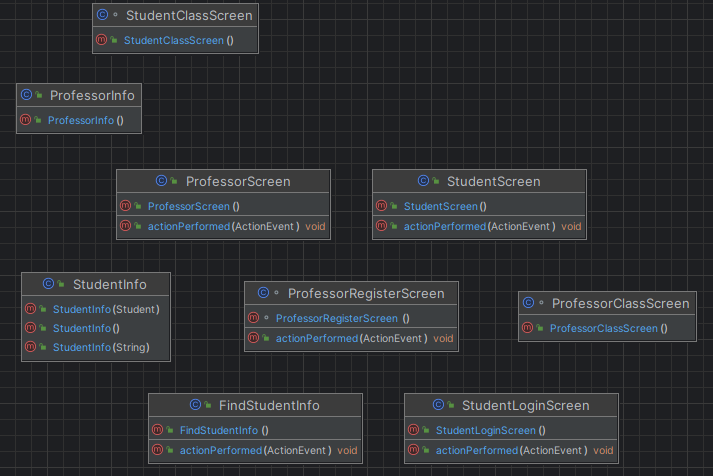 StudentClassScreen
StudentClassScreen()
ProfessorInfo
ProfessorInfo()
ProfessorScreen
ProfessorScreen()
actionPerformed(ActionEvent) void
StudentScreen
StudentScreen()
actionPerformed(ActionEvent) void
StudentInfo
StudentInfo(Student)
StudentInfo()
StudentInfo(String)
ProfessorRegisterScreen
ProfessorRegisterScreen()
actionPerformed(ActionEvent) void
ProfessorClassScreen
ProfessorClassScreen()
FindStudentInfo
FindStudentInfo()
actionPerformed(ActionEvent) void
StudentLoginScreen
StudentLoginScreen()
actionPerformed(ActionEvent) void